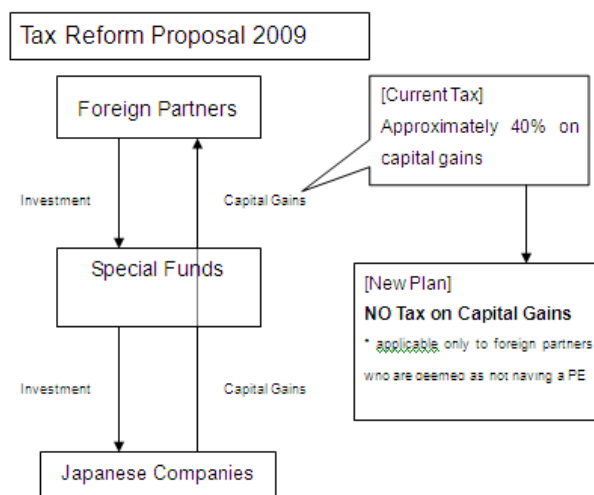 Tax Reform Proposal 2009
Foreign Partners
[Current Tax]
Approximately 40% on
capital gains
Investment
Capital Gains
Special Funds
[New Plan]
NO Tax on Capital Gains
* applicable only to foreign partners
who are deemed as not having a PE
Investment
Capital Gains
Japanese Companies